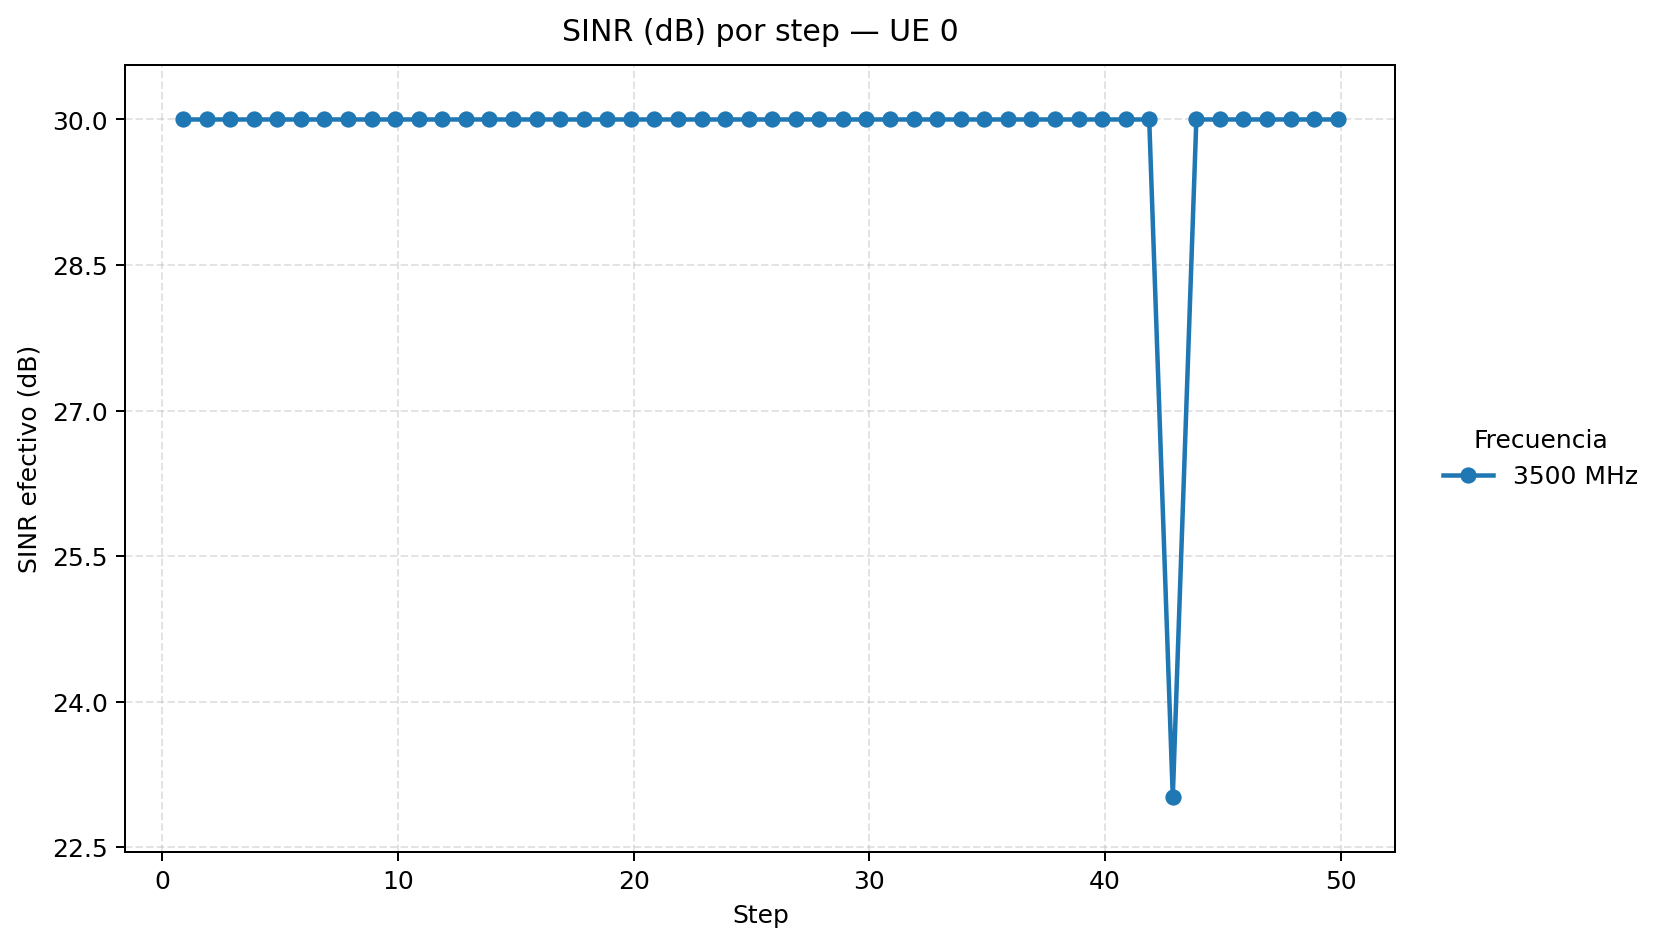 SINR (dB) por step — UE 0
SINR efectivo (dB)
30.0
28.5
27.0
25.5
24.0
22.5
0 10 20 30 40 50
Step
Frecuencia
3500 MHz